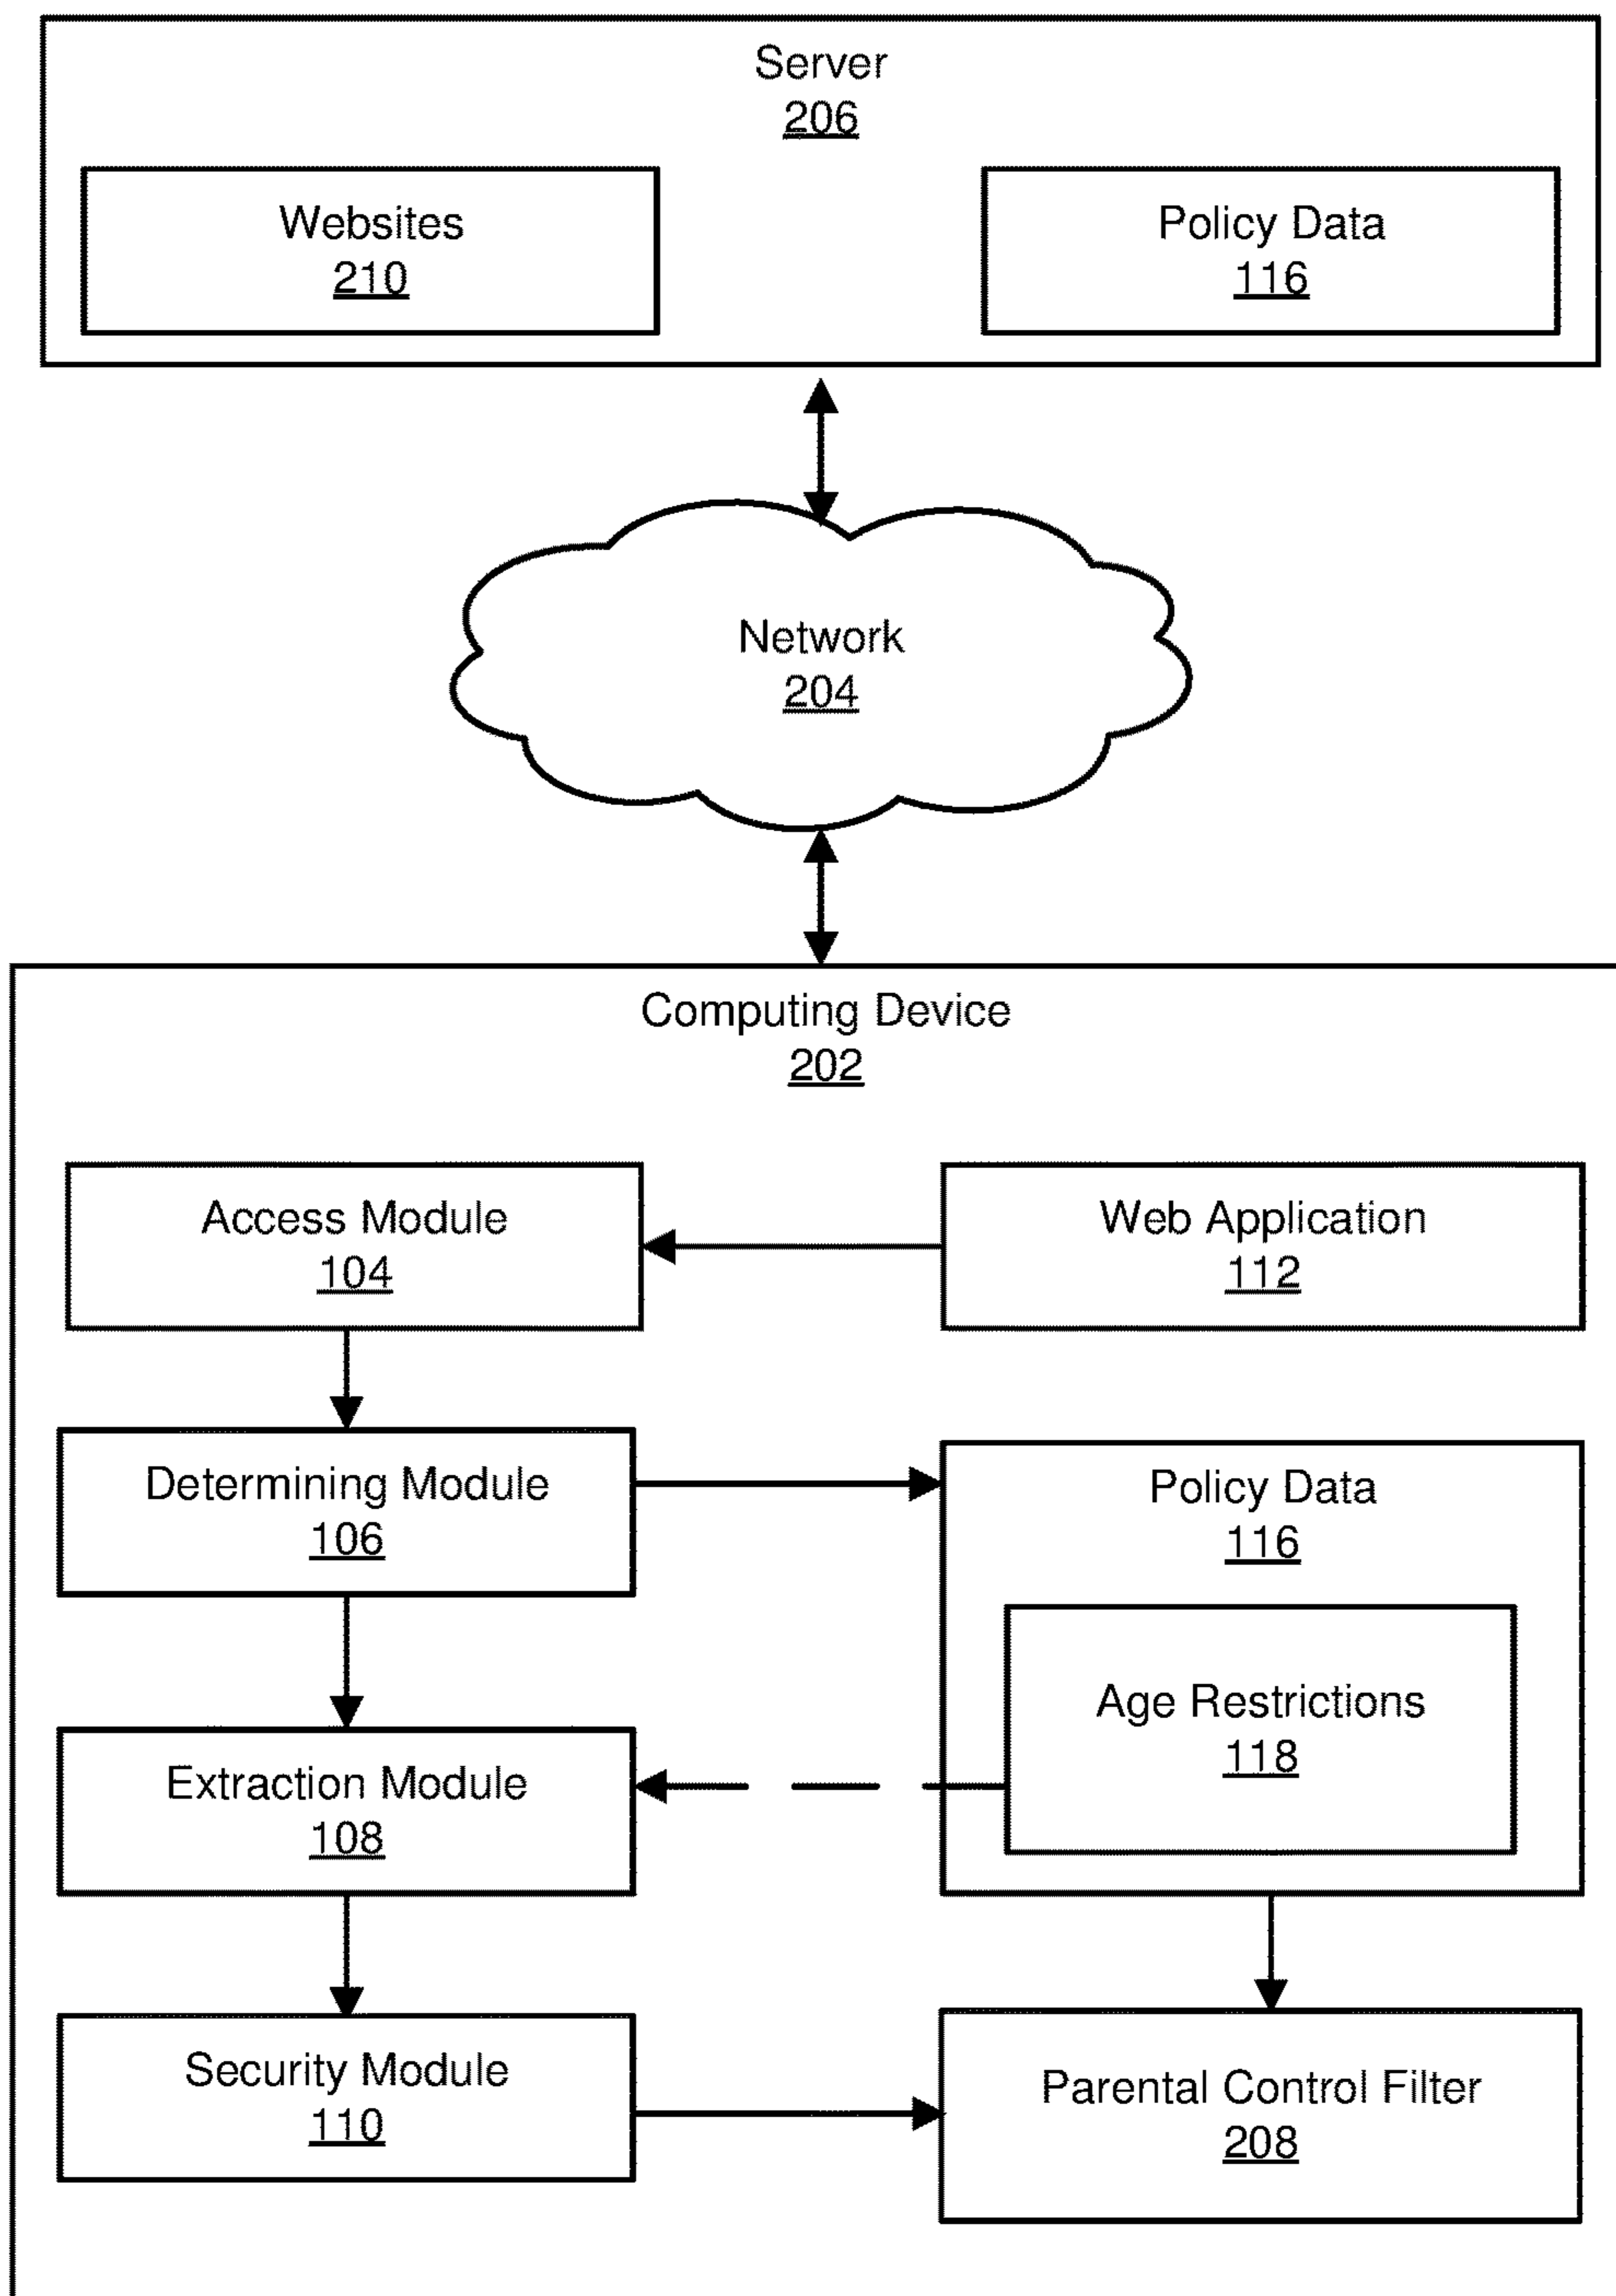 Server
206
Websites
210
Policy Data
116
Network
204
Computing Device
202
Access Module
104
Web Application
112
Determining Module
106
Policy Data
116
Age Restrictions
118
Extraction Module
108
Security Module
110
Parental Control Filter
208